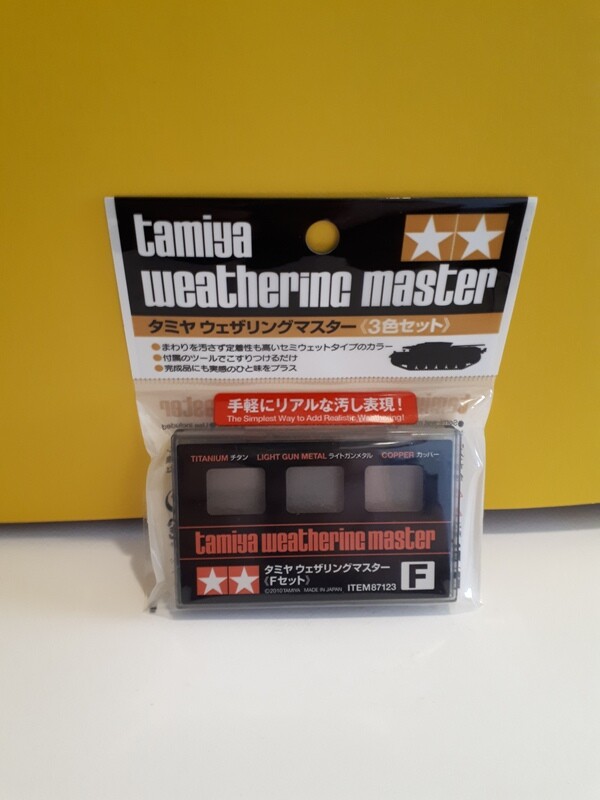 tamiya
weathering master
タミヤ ウェザリングマスター《3色セット》
●まわりを汚さず定着性も高いセミウェットタイプのカラー
●付属のツールでこすりつけるだけ
●完成品にも実感のひと味をプラス
手軽にリアルな汚し表現！
The Simplest Way to Add Realistic Weathering!
TITANIUM チタン LIGHT GUN METAL ライトガンメタル COPPER カッパー
tamiya weathering master
タミヤ ウェザリングマスター
《Fセット》 ITEM87123 F
©2010 TAMIYA MADE IN JAPAN